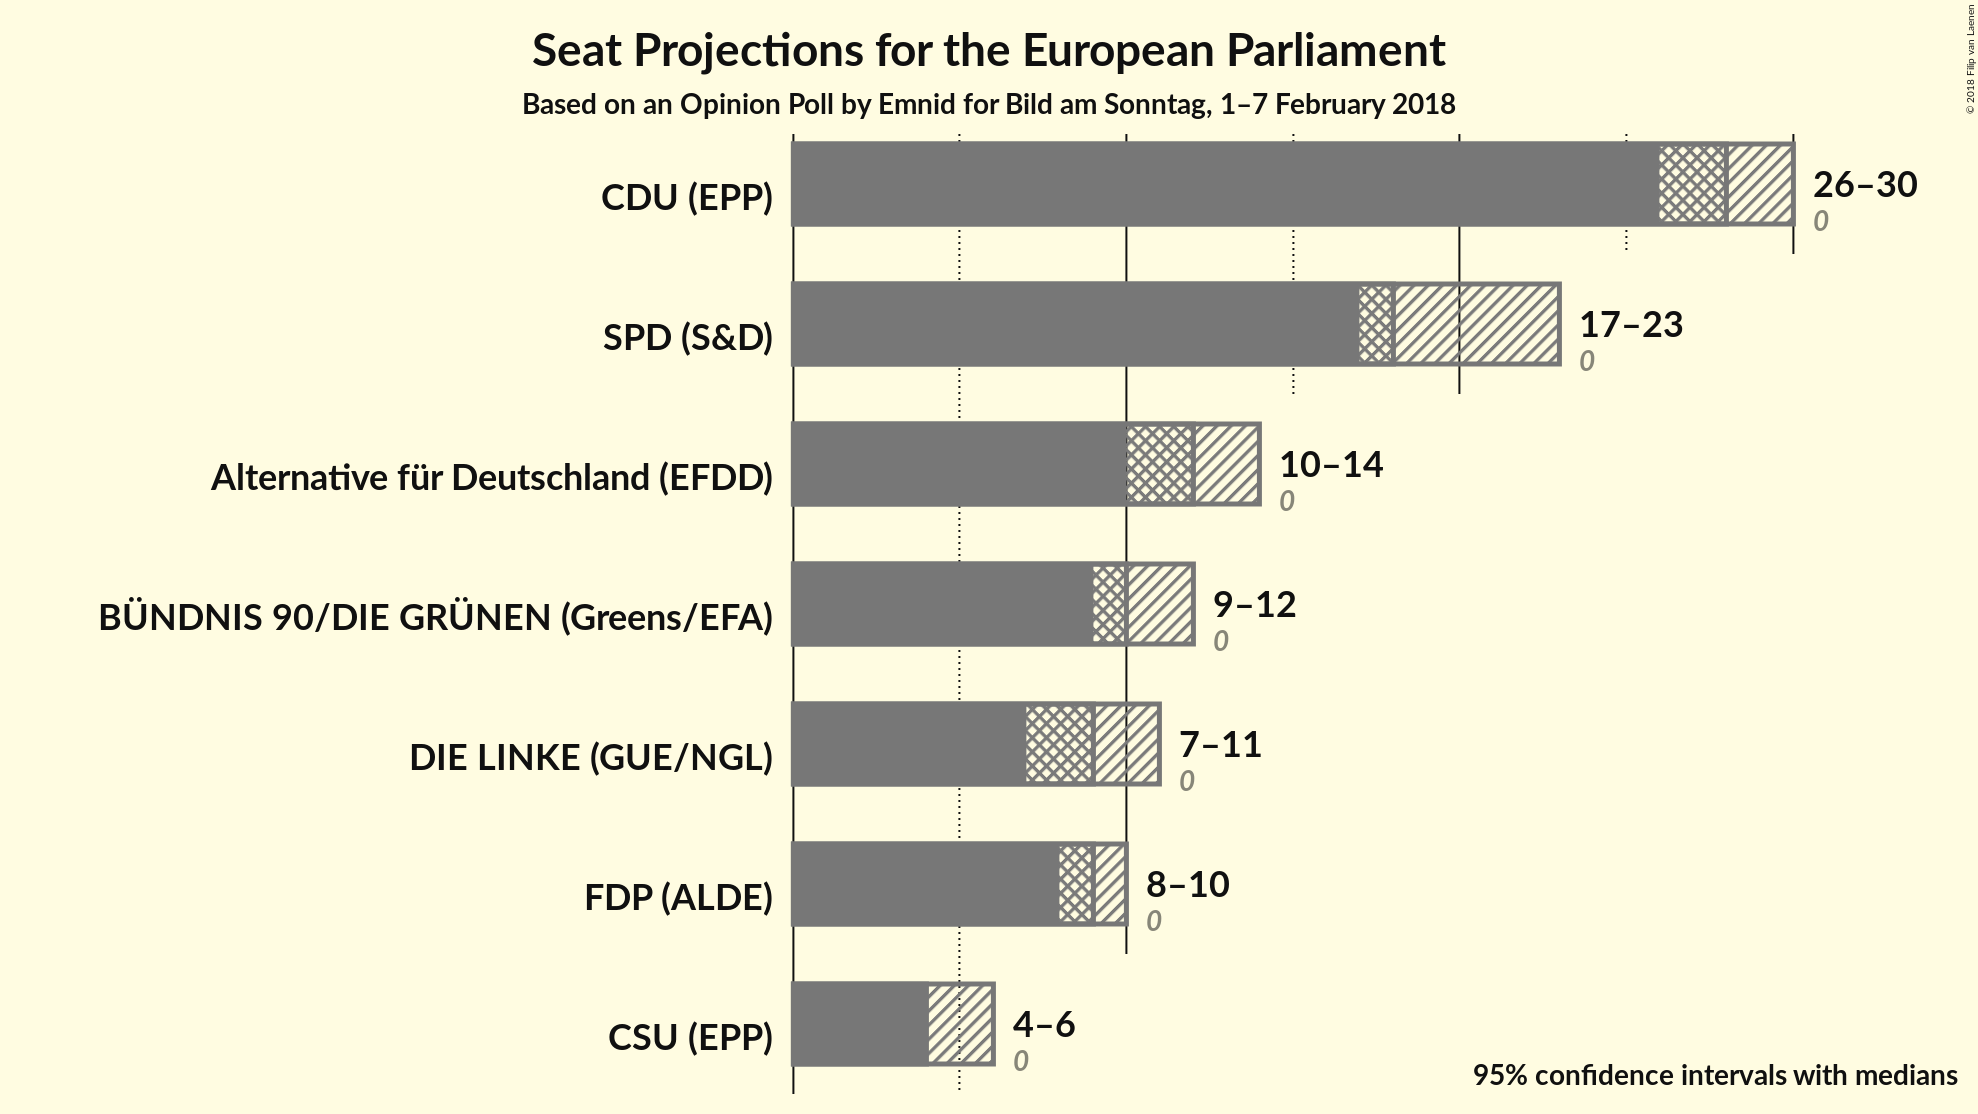 Seat Projections for the European Parliament
Based on an Opinion Poll by Emnid for Bild am Sonntag, 1–7 February 2018
© 2018 Filip van Laenen
CDU (EPP)
26–30
0
SPD (S&D)
17–23
0
Alternative für Deutschland (EFDD)
10–14
0
BÜNDNIS 90/DIE GRÜNEN (Greens/EFA)
9–12
0
DIE LINKE (GUE/NGL)
7–11
0
FDP (ALDE)
8–10
0
CSU (EPP)
4–6
0
95% confidence intervals with medians